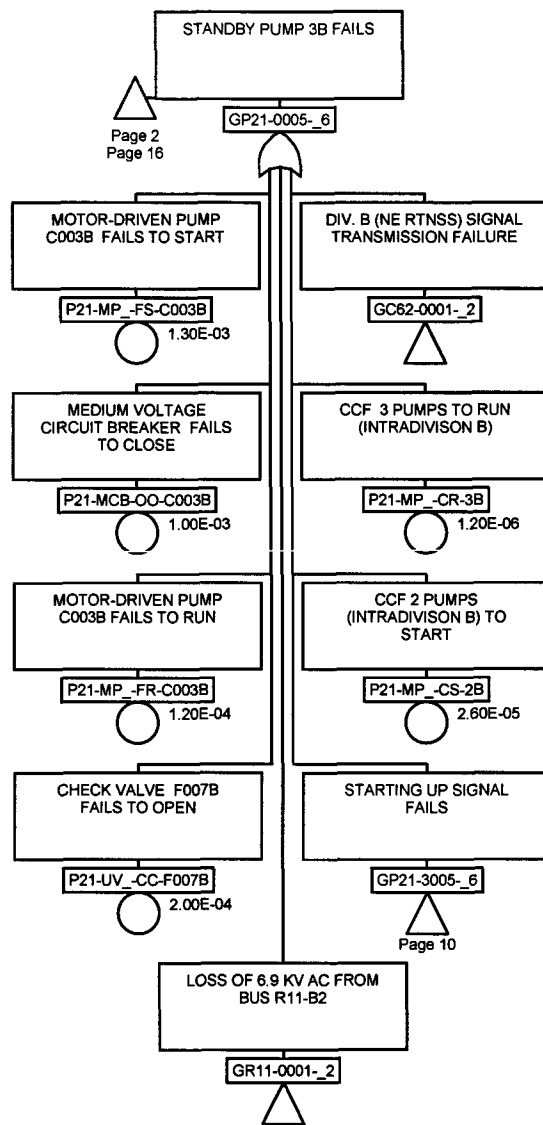 STANDBY PUMP 3B FAILS
Page 2
Page 16
GP21-0005-_6
MOTOR-DRIVEN PUMP
C003B FAILS TO START
P21-MP_-FS-C003B
1.30E-03
DIV. B (NE RTNSS) SIGNAL
TRANSMISSION FAILURE
GC62-0001-_2
MEDIUM VOLTAGE
CIRCUIT BREAKER FAILS
TO CLOSE
P21-MCB-OO-C003B
1.00E-03
CCF 3 PUMPS TO RUN
(INTRADIVISON B)
P21-MP_-CR-3B
1.20E-06
MOTOR-DRIVEN PUMP
C003B FAILS TO RUN
P21-MP_-FR-C003B
1.20E-04
CCF 2 PUMPS
(INTRADIVISON B) TO
START
P21-MP_-CS-2B
2.60E-05
CHECK VALVE F007B
FAILS TO OPEN
P21-UV_-CC-F007B
2.00E-04
STARTING UP SIGNAL
FAILS
GP21-3005-_6
Page 10
LOSS OF 6.9 KV AC FROM
BUS R11-B2
GR11-0001-_2